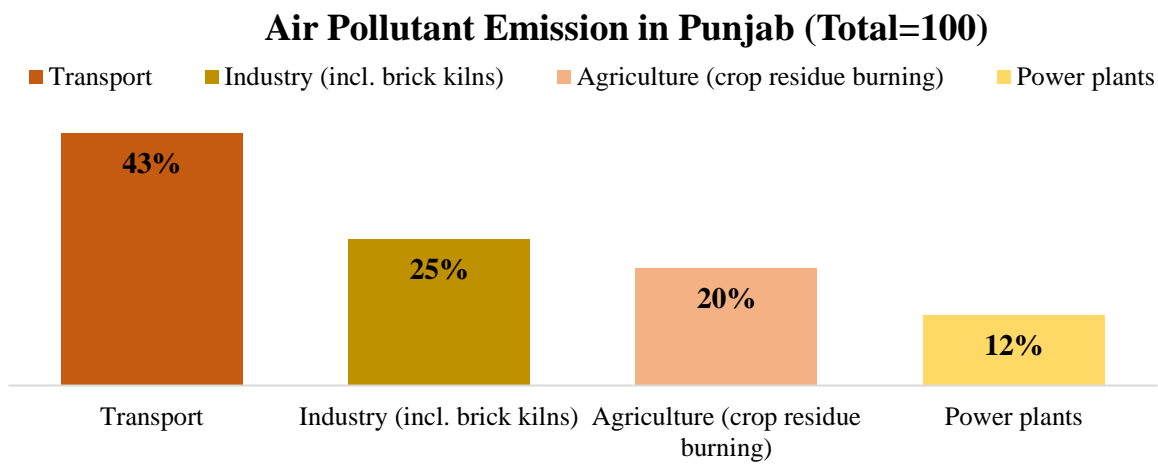 Air Pollutant Emission in Punjab (Total=100)
Transport Industry (incl. brick kilns) Agriculture (crop residue burning) Power plants
43%
25%
20%
12%
Transport Industry (incl. brick kilns) Agriculture (crop residue Power plants
burning)